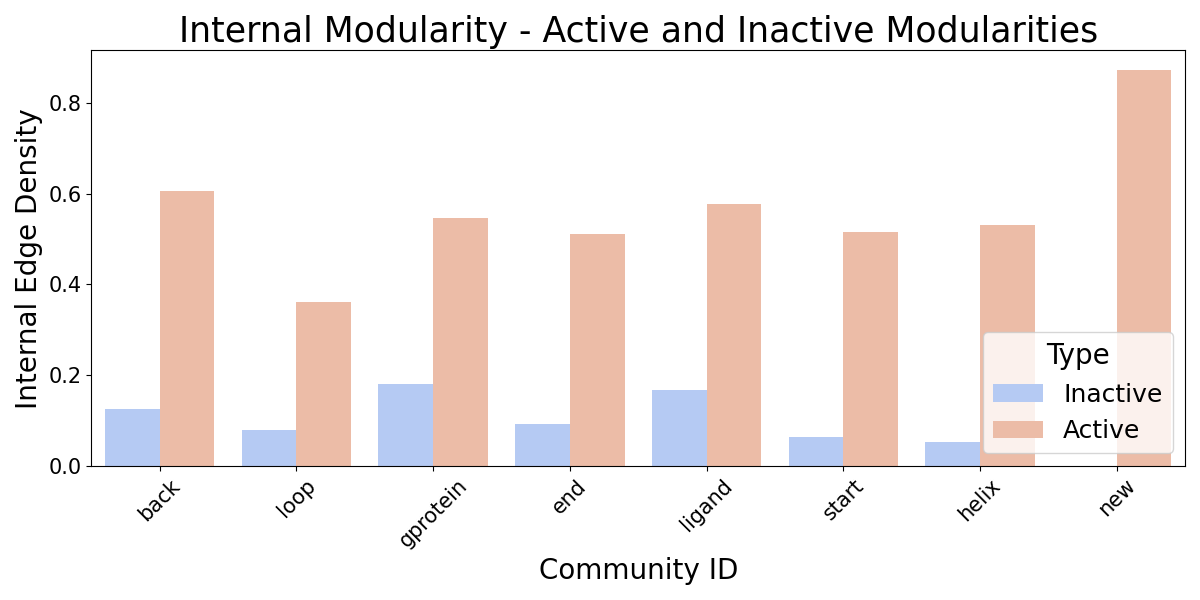 Internal Modularity - Active and Inactive Modularities
Internal Edge Density
0.8
0.6
0.4
0.2
0.0
Type
Inactive
Active
back
loop
gprotein
end
ligand
start
helix
new
Community ID